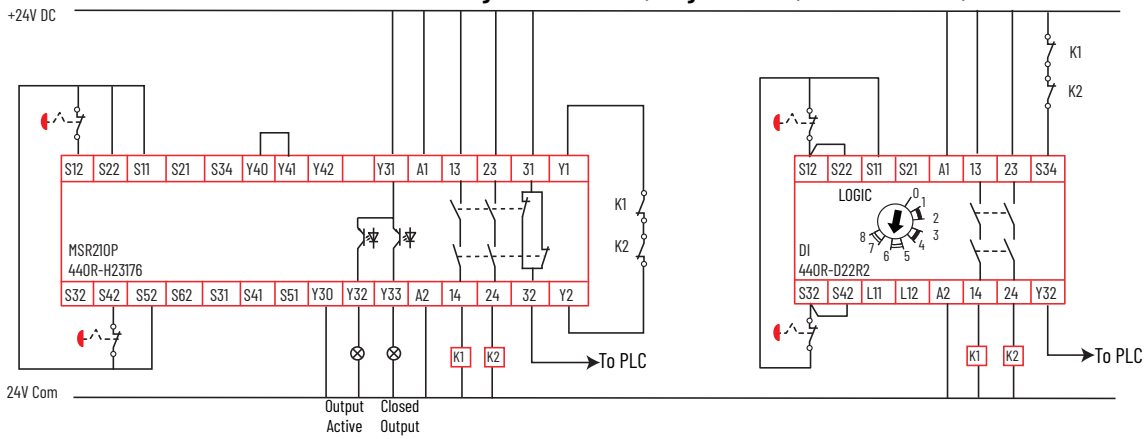 +24V DC
K1
K2
S12 S22 S11 S21 S34 Y40 Y41 Y42 Y31 A1 13 23 31 Y1
S12 S22 S11 S21 A1 13 23 S34
LOGIC
0
1
2
3
4
5
6
7
8
K1
K2
MSR210P
440R-H23176
DI
440R-D22R2
S32 S42 S52 S62 S31 S41 S51 Y30 Y32 Y33 A2 14 24 32 Y2
S32 S42 L11 L12 A2 14 24 Y32
K1 K2
To PLC
K1 K2
To PLC
24V Com
Output Active
Closed Output